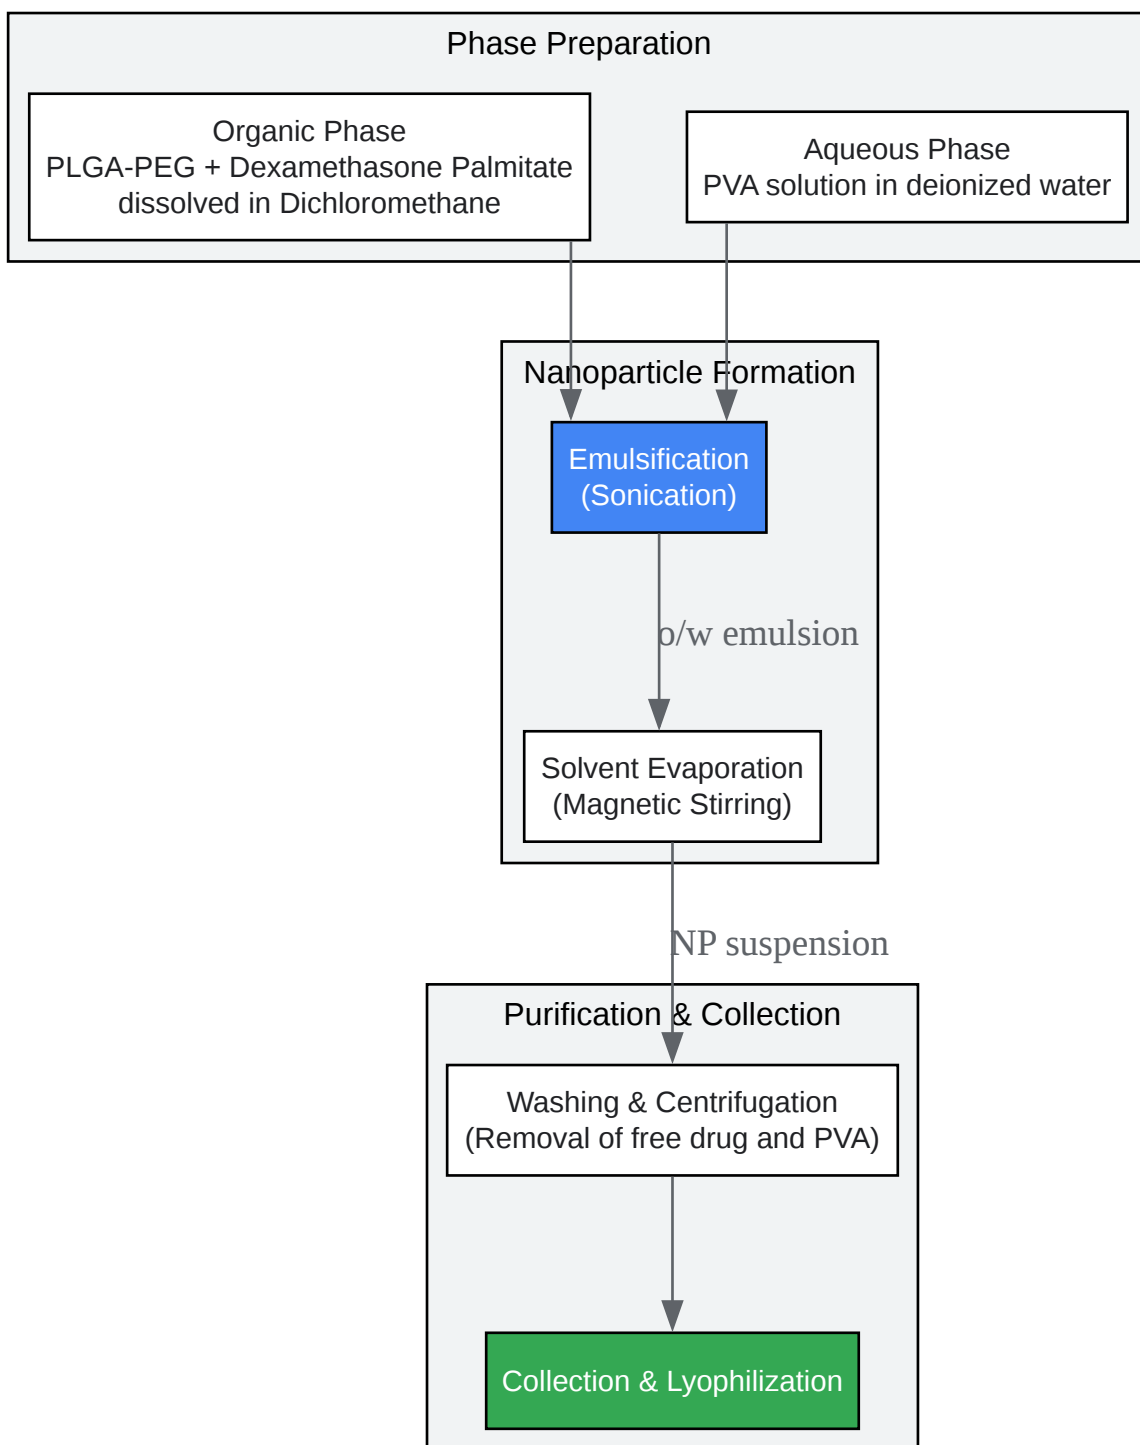 Phase Preparation
Organic Phase
PLGA-PEG + Dexamethasone Palmitate
dissolved in Dichloromethane
Aqueous Phase
PVA solution in deionized water
Nanoparticle Formation
Emulsification
(Sonication)
o/w emulsion
Solvent Evaporation
(Magnetic Stirring)
NP suspension
Purification & Collection
Washing & Centrifugation
(Removal of free drug and PVA)
Collection & Lyophilization